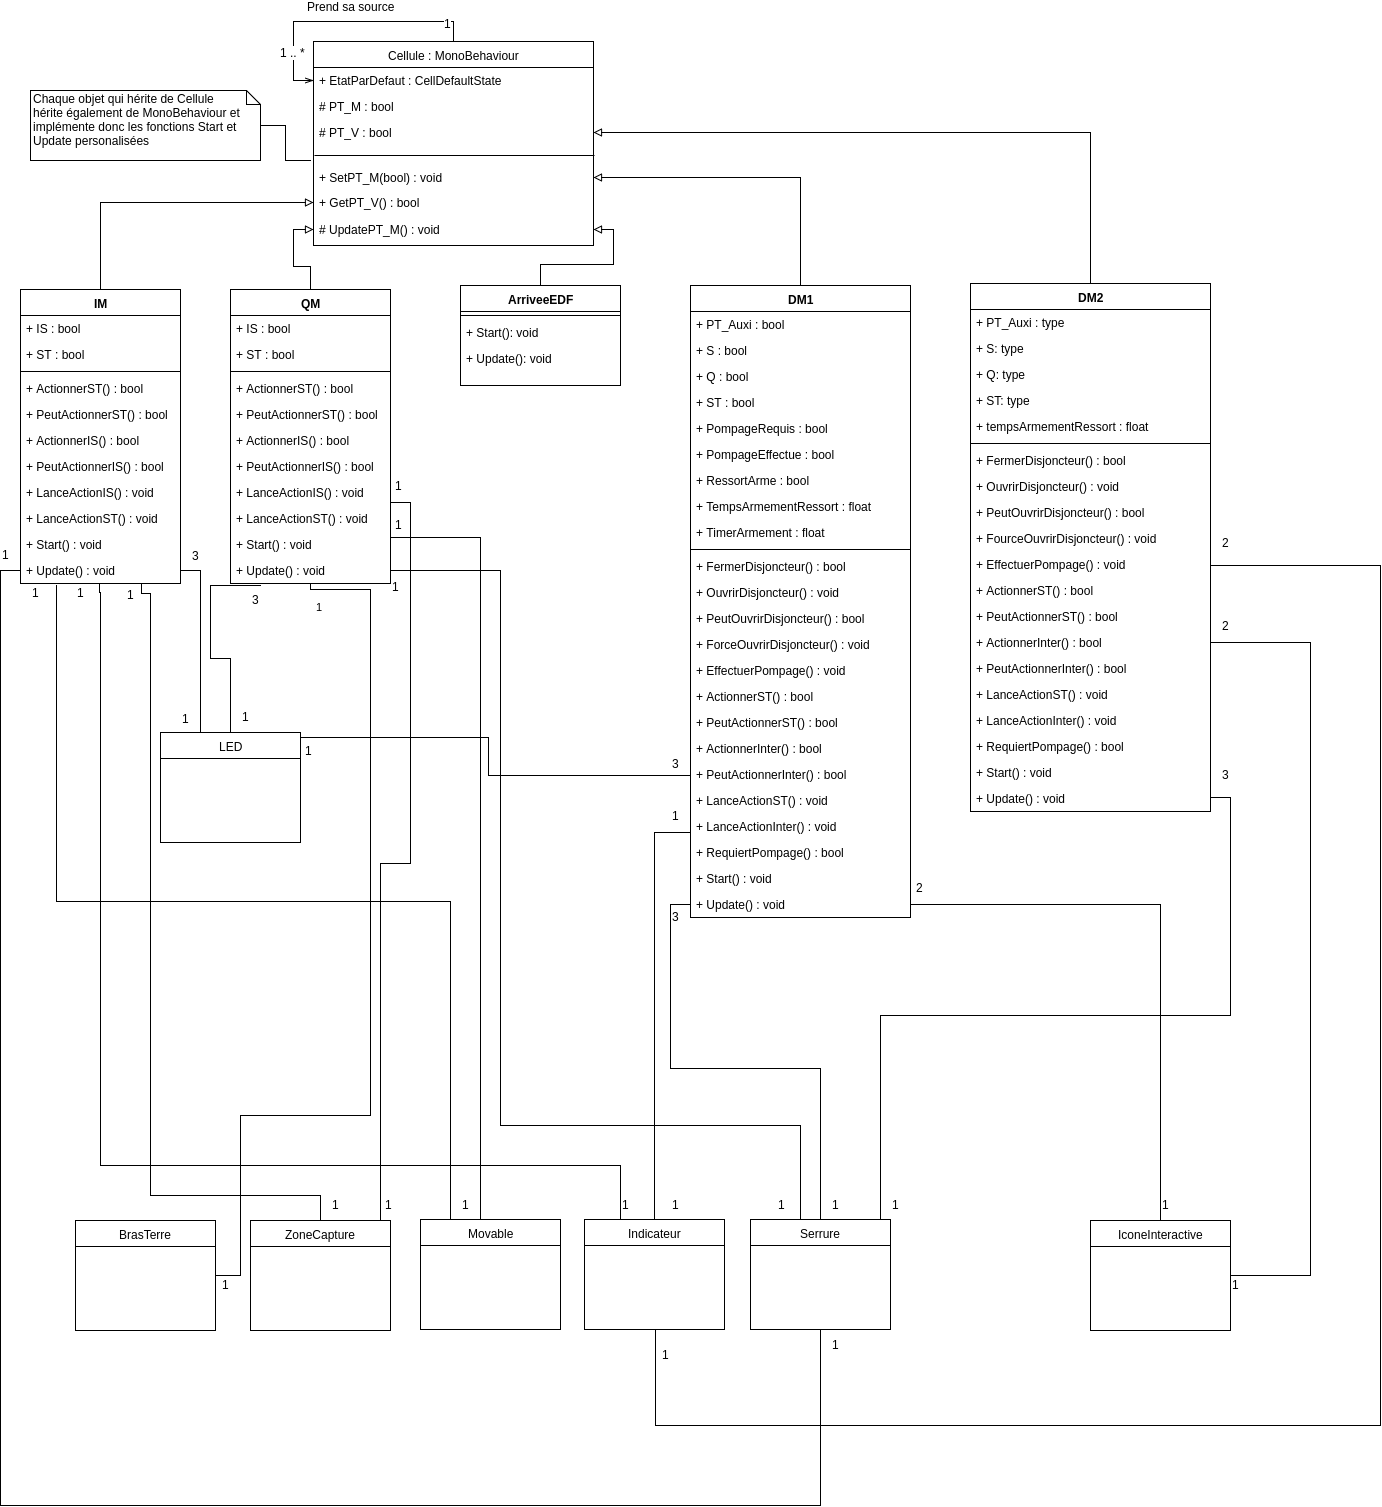 Prend sa source
1
1 .. *
Cellule : MonoBehaviour
+ EtatParDefaut : CellDefaultState
# PT_M : bool
# PT_V : bool
+ SetPT_M(bool) : void
+ GetPT_V() : bool
# UpdatePT_M() : void
Chaque objet qui hérite de Cellule
hérite également de MonoBehaviour et
implémente donc les fonctions Start et
Update personalisées
IM
+ IS : bool
+ ST : bool
+ ActionnerST() : bool
+ PeutActionnerST() : bool
+ ActionnerIS() : bool
+ PeutActionnerIS() : bool
+ LanceActionIS() : void
+ LanceActionST() : void
+ Start() : void
+ Update() : void
1
3
1
1
1
QM
+ IS : bool
+ ST : bool
+ ActionnerST() : bool
+ PeutActionnerST() : bool
+ ActionnerIS() : bool
+ PeutActionnerIS() : bool
+ LanceActionIS() : void
+ LanceActionST() : void
+ Start() : void
+ Update() : void
1
1
1
3
1
ArriveeEDF
+ Start(): void
+ Update(): void
DM1
+ PT_Auxi : bool
+ S : bool
+ Q : bool
+ ST : bool
+ PompageRequis : bool
+ PompageEffectue : bool
+ RessortArme : bool
+ TempsArmementRessort : float
+ TimerArmement : float
+ FermerDisjoncteur() : bool
+ OuvrirDisjoncteur() : void
+ PeutOuvrirDisjoncteur() : bool
+ ForceOuvrirDisjoncteur() : void
+ EffectuerPompage() : void
+ ActionnerST() : bool
+ PeutActionnerST() : bool
+ ActionnerInter() : bool
+ PeutActionnerInter() : bool
+ LanceActionST() : void
+ LanceActionInter() : void
+ RequiertPompage() : bool
+ Start() : void
+ Update() : void
3
1
3
2
DM2
+ PT_Auxi : type
+ S: type
+ Q: type
+ ST: type
+ tempsArmementRessort : float
+ FermerDisjoncteur() : bool
+ OuvrirDisjoncteur() : void
+ PeutOuvrirDisjoncteur() : bool
+ FourceOuvrirDisjoncteur() : void
+ EffectuerPompage() : void
+ ActionnerST() : bool
+ PeutActionnerST() : bool
+ ActionnerInter() : bool
+ PeutActionnerInter() : bool
+ LanceActionST() : void
+ LanceActionInter() : void
+ RequiertPompage() : bool
+ Start() : void
+ Update() : void
2
2
3
1
1
LED
1
BrasTerre
1
1
1
ZoneCapture
1
Movable
1
1
Indicateur
1
1
1
1
Serrure
1
1
IconeInteractive
1